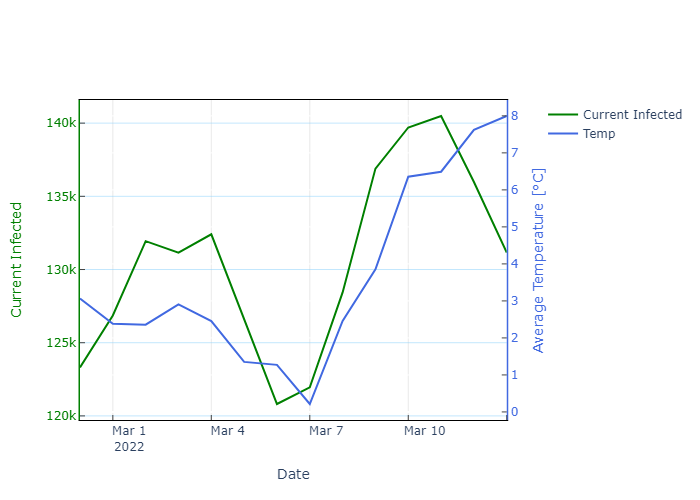 Current Infected
Temp
140k
135k
130k
125k
120k
8
7
6
5
4
3
2
1
0
Current Infected
Average Temperature [°C]
Mar 1
2022
Mar 4
Mar 7
Mar 10
Date